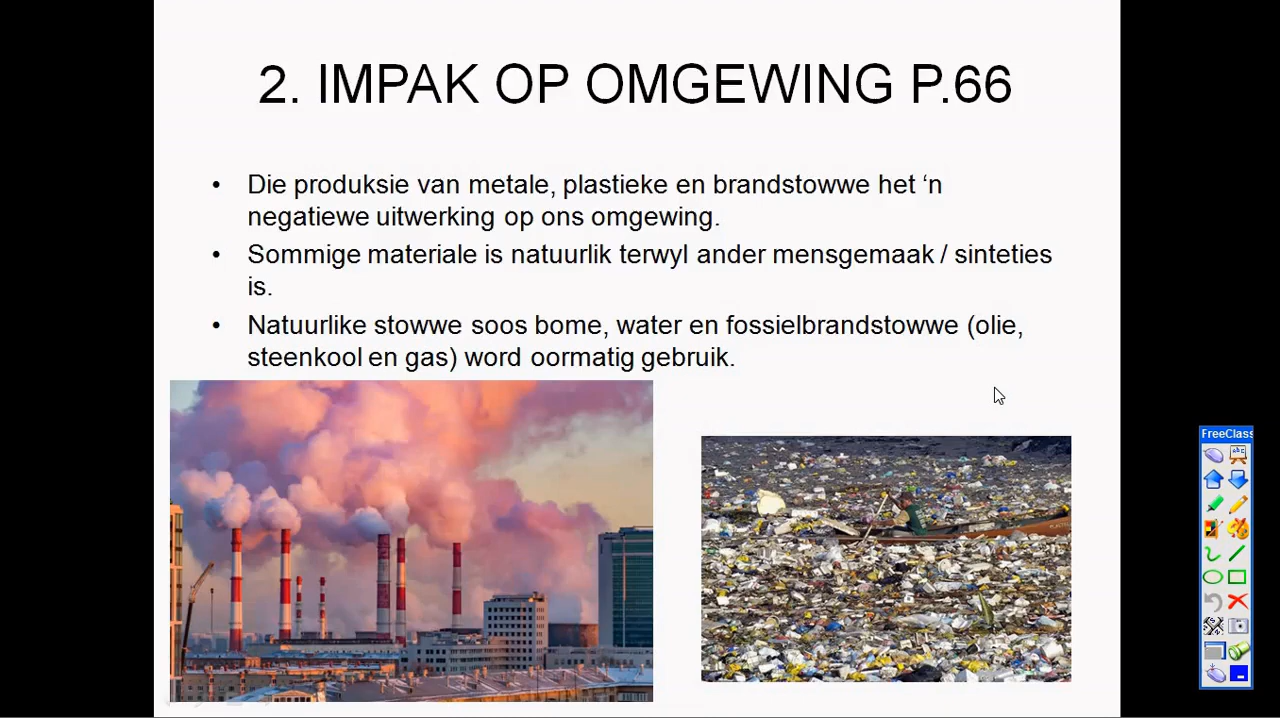 2. IMPAK OP OMGEWING P.66
• Die produksie van metale, plastieke en brandstowwe het ‘n
negatiewe uitwerking op ons omgewing.
• Sommige materiale is natuurlik terwyl ander mensgemaak / sinteties
is.
• Natuurlike stowwe soos bome, water en fossielbrandstowwe (olie,
steenkool en gas) word oormatig gebruik.
FreeClass
abc